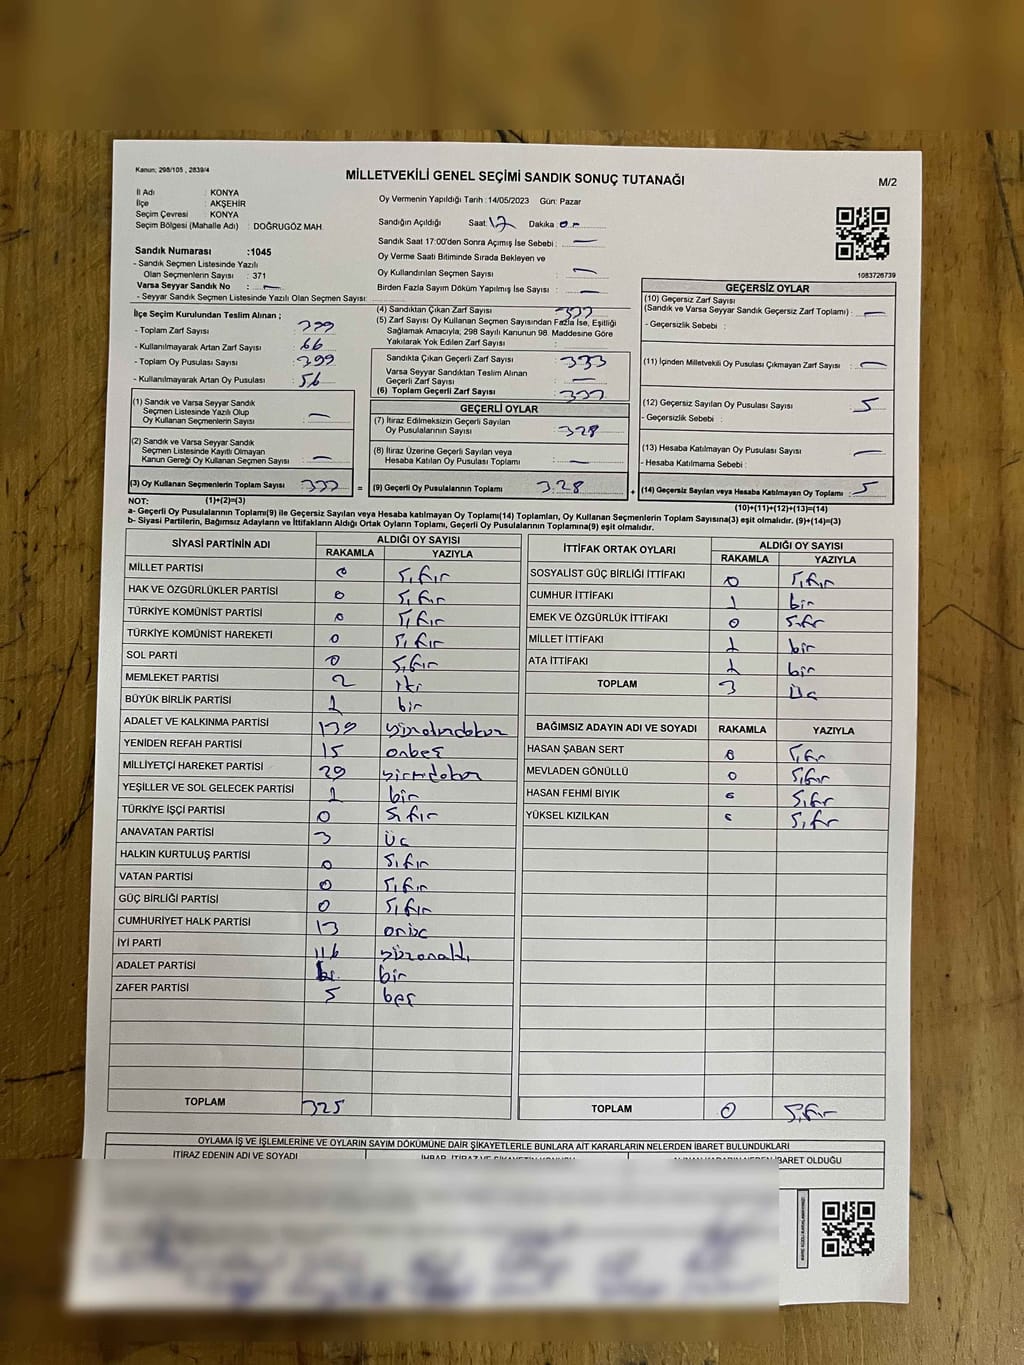 Kanun; 298/105 , 2839/4
MİLLETVEKİLİ GENEL SEÇİMİ SANDIK SONUÇ TUTANAĞI
M/2
İl Adı : KONYA
İlçe : AKŞEHİR
Seçim Çevresi : KONYA
Seçim Bölgesi (Mahalle Adı) : DOĞRUGÖZ MAH.
Oy Vermenin Yapıldığı Tarih :14/05/2023 Gün: Pazar
Sandığın Açıldığı Saat: 17 Dakika:
Sandık Saat 17:00'den Sonra Açımış İse Sebebi : —
Oy Verme Saati Bitiminde Sırada Bekleyen ve
Oy Kullandırılan Seçmen Sayısı : —
Birden Fazla Sayım Döküm Yapılmış İse Sayısı : —
1083726739
Sandık Numarası :1045
- Sandık Seçmen Listesinde Yazılı
Olan Seçmenlerin Sayısı : 371
Varsa Seyyar Sandık No : —
- Seyyar Sandık Seçmen Listesinde Yazılı Olan Seçmen Sayısı:
İlçe Seçim Kurulundan Teslim Alınan ;
- Toplam Zarf Sayısı :
- Kullanılmayarak Artan Zarf Sayısı : 66
- Toplam Oy Pusulası Sayısı : 399
- Kullanılmayarak Artan Oy Pusulası : 56
(1) Sandık ve Varsa Seyyar Sandık
Seçmen Listesinde Yazılı Olup
Oy Kullanan Seçmenlerin Sayısı : —
(2) Sandık ve Varsa Seyyar Sandık
Seçmen Listesinde Kayıtlı Olmayan
Kanun Gereği Oy Kullanan Seçmen Sayısı : —
(3) Oy Kullanan Seçmenlerin Toplam Sayısı : 333 =
(4) Sandıktan Çıkan Zarf Sayısı : 333
(5) Zarf Sayısı Oy Kullanan Seçmen Sayısından Fazla İse, Eşitliği
Sağlamak Amacıyla; 298 Sayılı Kanunun 98. Maddesine Göre
Yakılarak Yok Edilen Zarf Sayısı :
Sandıkta Çıkan Geçerli Zarf Sayısı : 333
Varsa Seyyar Sandıktan Teslim Alınan
Geçerli Zarf Sayısı : —
(6) Toplam Geçerli Zarf Sayısı : 333
GEÇERLİ OYLAR
(7) İtiraz Edilmeksizin Geçerli Sayılan
Oy Pusulalarının Sayısı : 328
(8) İtiraz Üzerine Geçerli Sayılan veya
Hesaba Katılan Oy Pusulası Toplamı : —
(9) Geçerli Oy Pusulalarının Toplamı : 328 +
GEÇERSİZ OYLAR
(10) Geçersiz Zarf Sayısı
(Sandık ve Varsa Seyyar Sandık Geçersiz Zarf Toplamı) : —
- Geçersizlik Sebebi :
(11) İçinden Milletvekili Oy Pusulası Çıkmayan Zarf Sayısı : —
(12) Geçersiz Sayılan Oy Pusulası Sayısı : 5
- Geçersizlik Sebebi :
(13) Hesaba Katılmayan Oy Pusulası Sayısı : —
- Hesaba Katılmama Sebebi :
(14) Geçersiz Sayılan veya Hesaba Katılmayan Oy Toplamı : 5
NOT: (1)+(2)=(3) (10)+(11)+(12)+(13)=(14)
a- Geçerli Oy Pusulasının Toplamı(9) ile Geçersiz Sayılan veya Hesaba katılmayan Oy Toplamı(14) Toplamları, Oy Kullanan Seçmenlerin Toplam Sayısına(3) eşit olmalıdır. (9)+(14)=(3)
b- Siyasi Partilerin, Bağımsız Adayların ve İttifakların Aldığı Ortak Oyların Toplamı, Geçerli Oy Pusulalarının Toplamına(9) eşit olmalıdır.
SİYASİ PARTİNİN ADI ALDIĞI OY SAYISI
RAKAMLA YAZIYLA
MİLLET PARTİSİ 0 sıfır
HAK VE ÖZGÜRLÜKLER PARTİSİ 0 sıfır
TÜRKİYE KOMÜNİST PARTİSİ 0 sıfır
TÜRKİYE KOMÜNİST HAREKETİ 0 sıfır
SOL PARTİ 0 sıfır
MEMLEKET PARTİSİ 2 iki
BÜYÜK BİRLİK PARTİSİ 1 bir
ADALET VE KALKINMA PARTİSİ 139
YENİDEN REFAH PARTİSİ 15 onbeş
MİLLİYETÇİ HAREKET PARTİSİ 29 yirmidokuz
YEŞİLLER VE SOL GELECEK PARTİSİ 1 bir
TÜRKİYE İŞÇİ PARTİSİ 0 sıfır
ANAVATAN PARTİSİ 3 üç
HALKIN KURTULUŞ PARTİSİ 0 sıfır
VATAN PARTİSİ 0 sıfır
GÜÇ BİRLİĞİ PARTİSİ 0 sıfır
CUMHURİYET HALK PARTİSİ 13 onüç
İYİ PARTİ 116 yüzonaltı
ADALET PARTİSİ bir
ZAFER PARTİSİ 5 beş
TOPLAM 325
İTTİFAK ORTAK OYLARI ALDIĞI OY SAYISI
RAKAMLA YAZIYLA
SOSYALİST GÜÇ BİRLİĞİ İTTİFAKI 0 sıfır
CUMHUR İTTİFAKI 1 bir
EMEK VE ÖZGÜRLÜK İTTİFAKI 0 sıfır
MİLLET İTTİFAKI 1 bir
ATA İTTİFAKI 1 bir
TOPLAM 3 üç
BAĞIMSIZ ADAYIN ADI VE SOYADI RAKAMLA YAZIYLA
HASAN ŞABAN SERT 0 sıfır
MEVLADEN GÖNÜLLÜ 0 sıfır
HASAN FEHMİ BIYIK 0 sıfır
YÜKSEL KIZILKAN 0 sıfır
TOPLAM 0 sıfır
OYLAMA İŞ VE İŞLEMLERİNE VE OYLARIN SAYIM DÖKÜMÜNE DAİR ŞİKAYETLERLE BUNLARA AİT KARARLARIN NELERDEN İBARET BULUNDUKLARI
İTİRAZ EDENİN ADI VE SOYADI